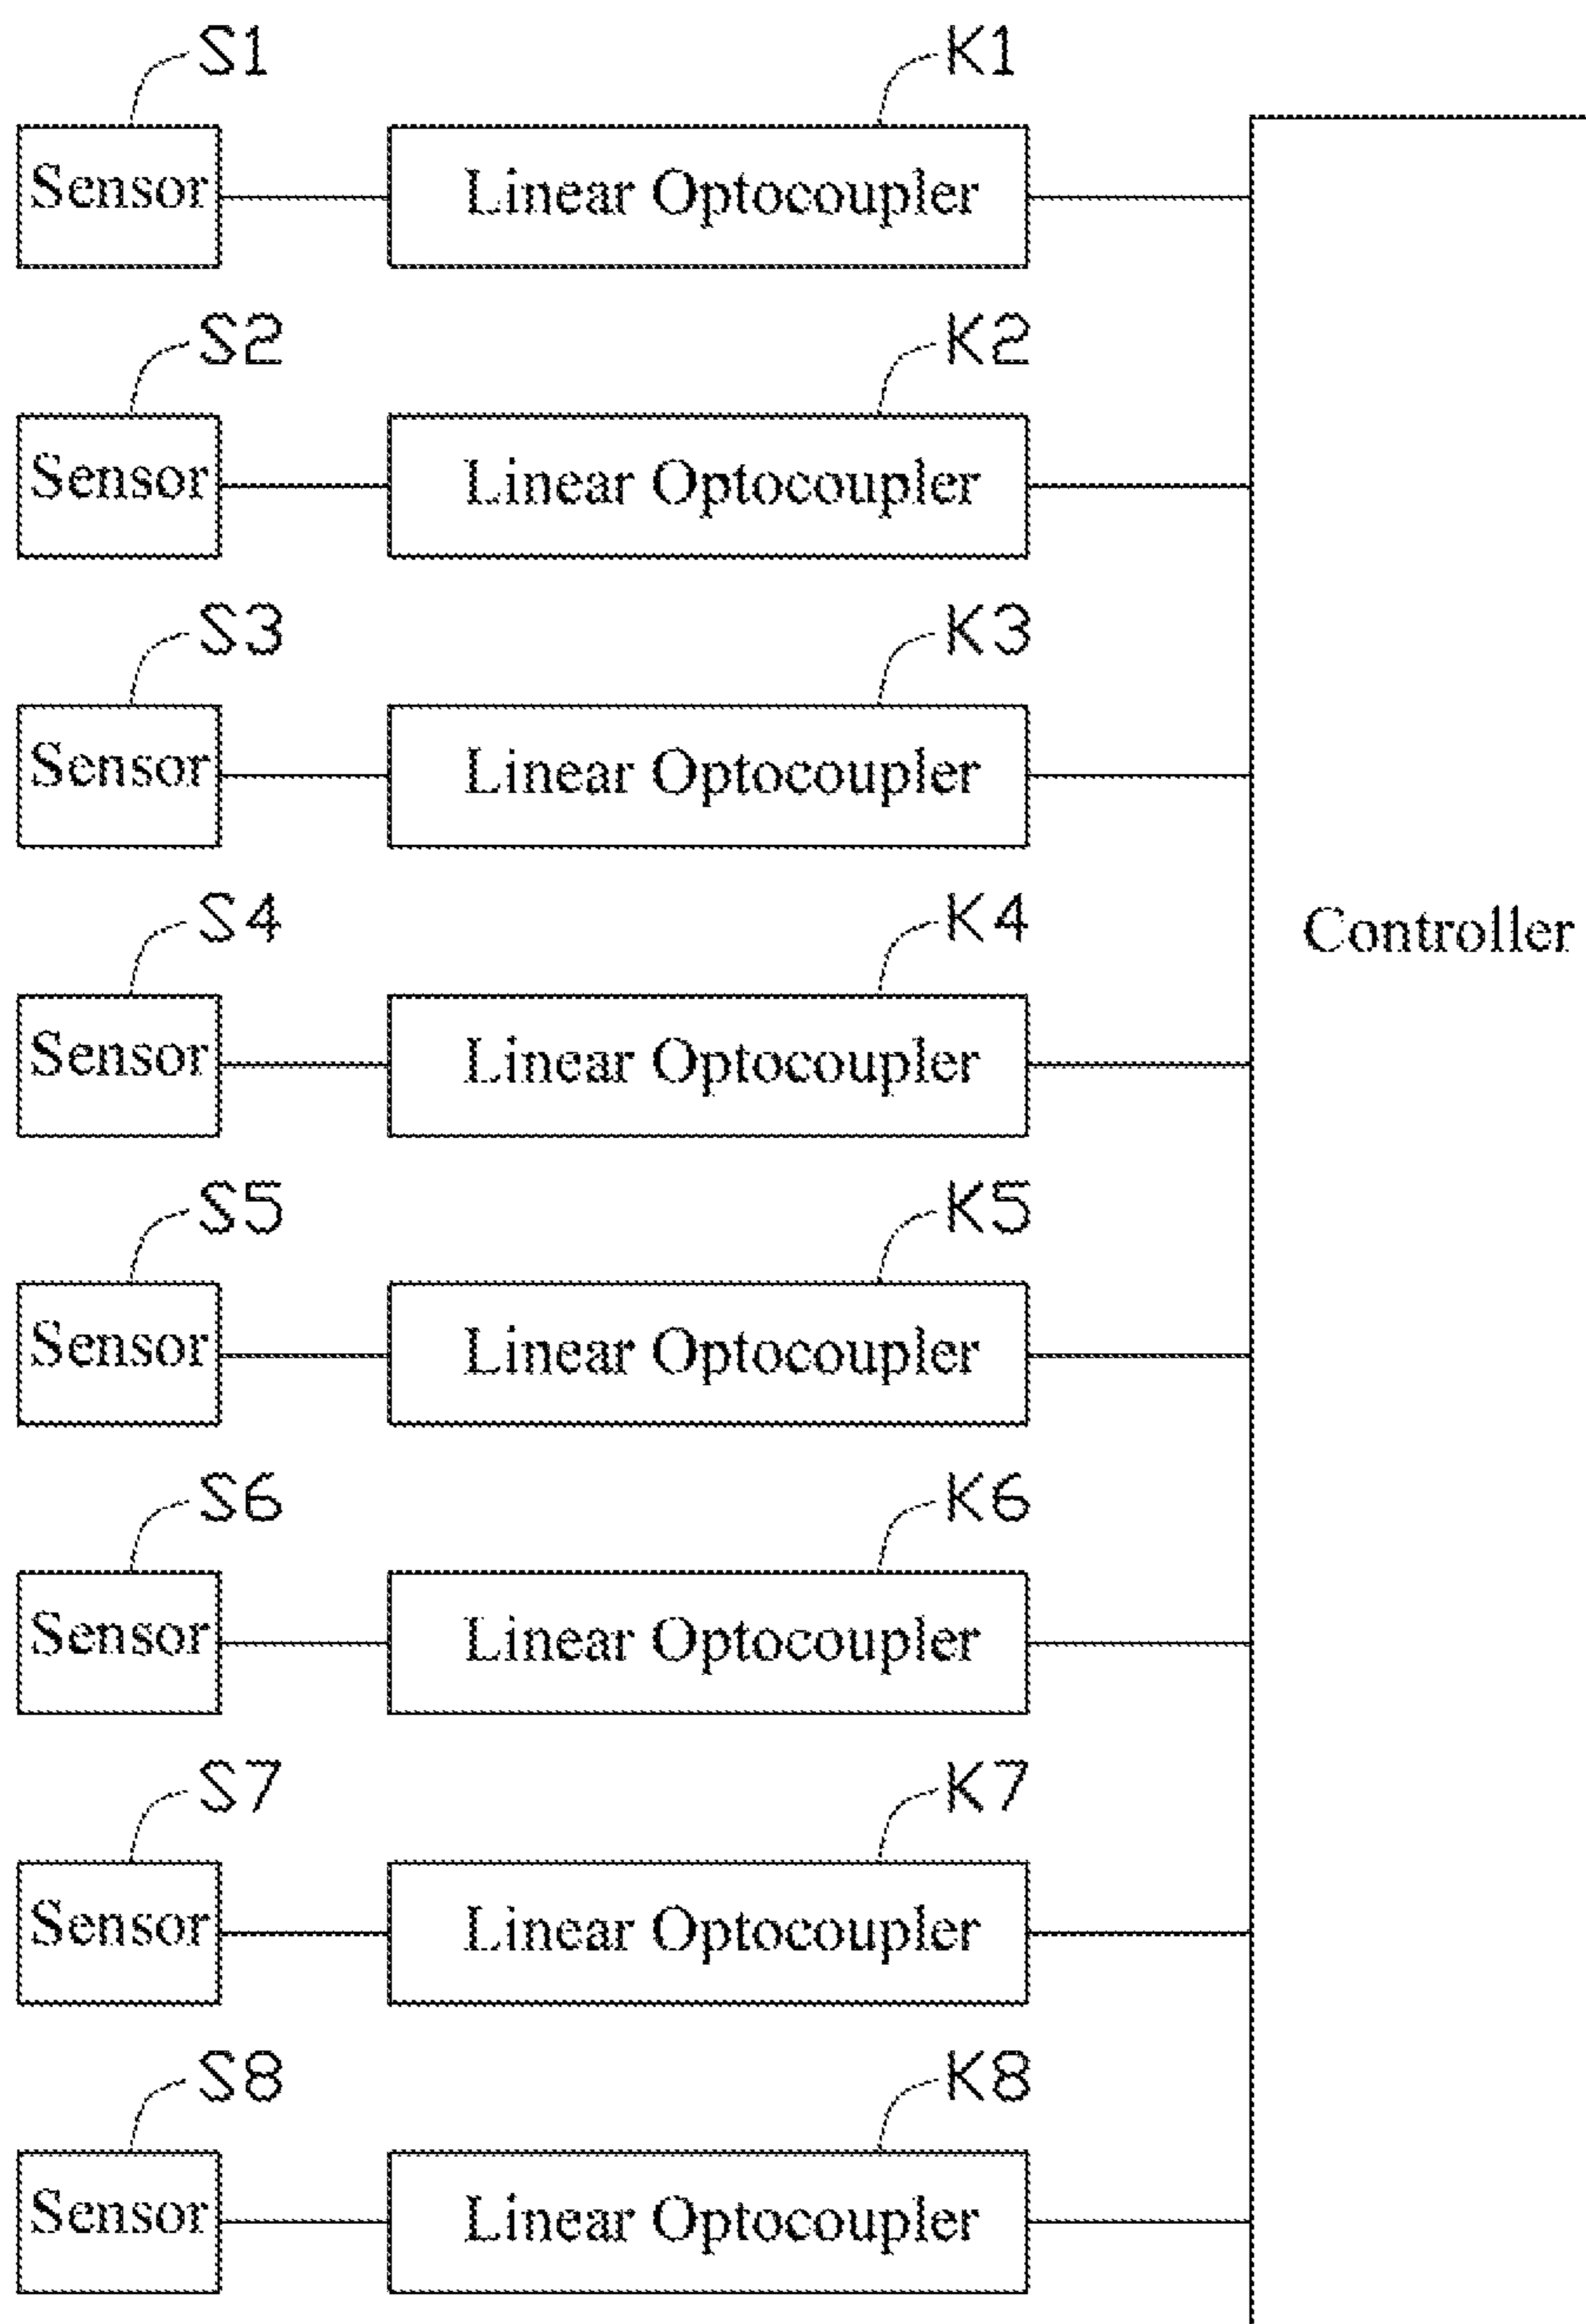 S1 K1
Sensor Linear Optocoupler
S2 K2
Sensor Linear Optocoupler
S3 K3
Sensor Linear Optocoupler
S4 K4
Controller
Sensor Linear Optocoupler
S5 K5
Sensor Linear Optocoupler
S6 K6
Sensor Linear Optocoupler
S7 K7
Sensor Linear Optocoupler
S8 K8
Sensor Linear Optocoupler